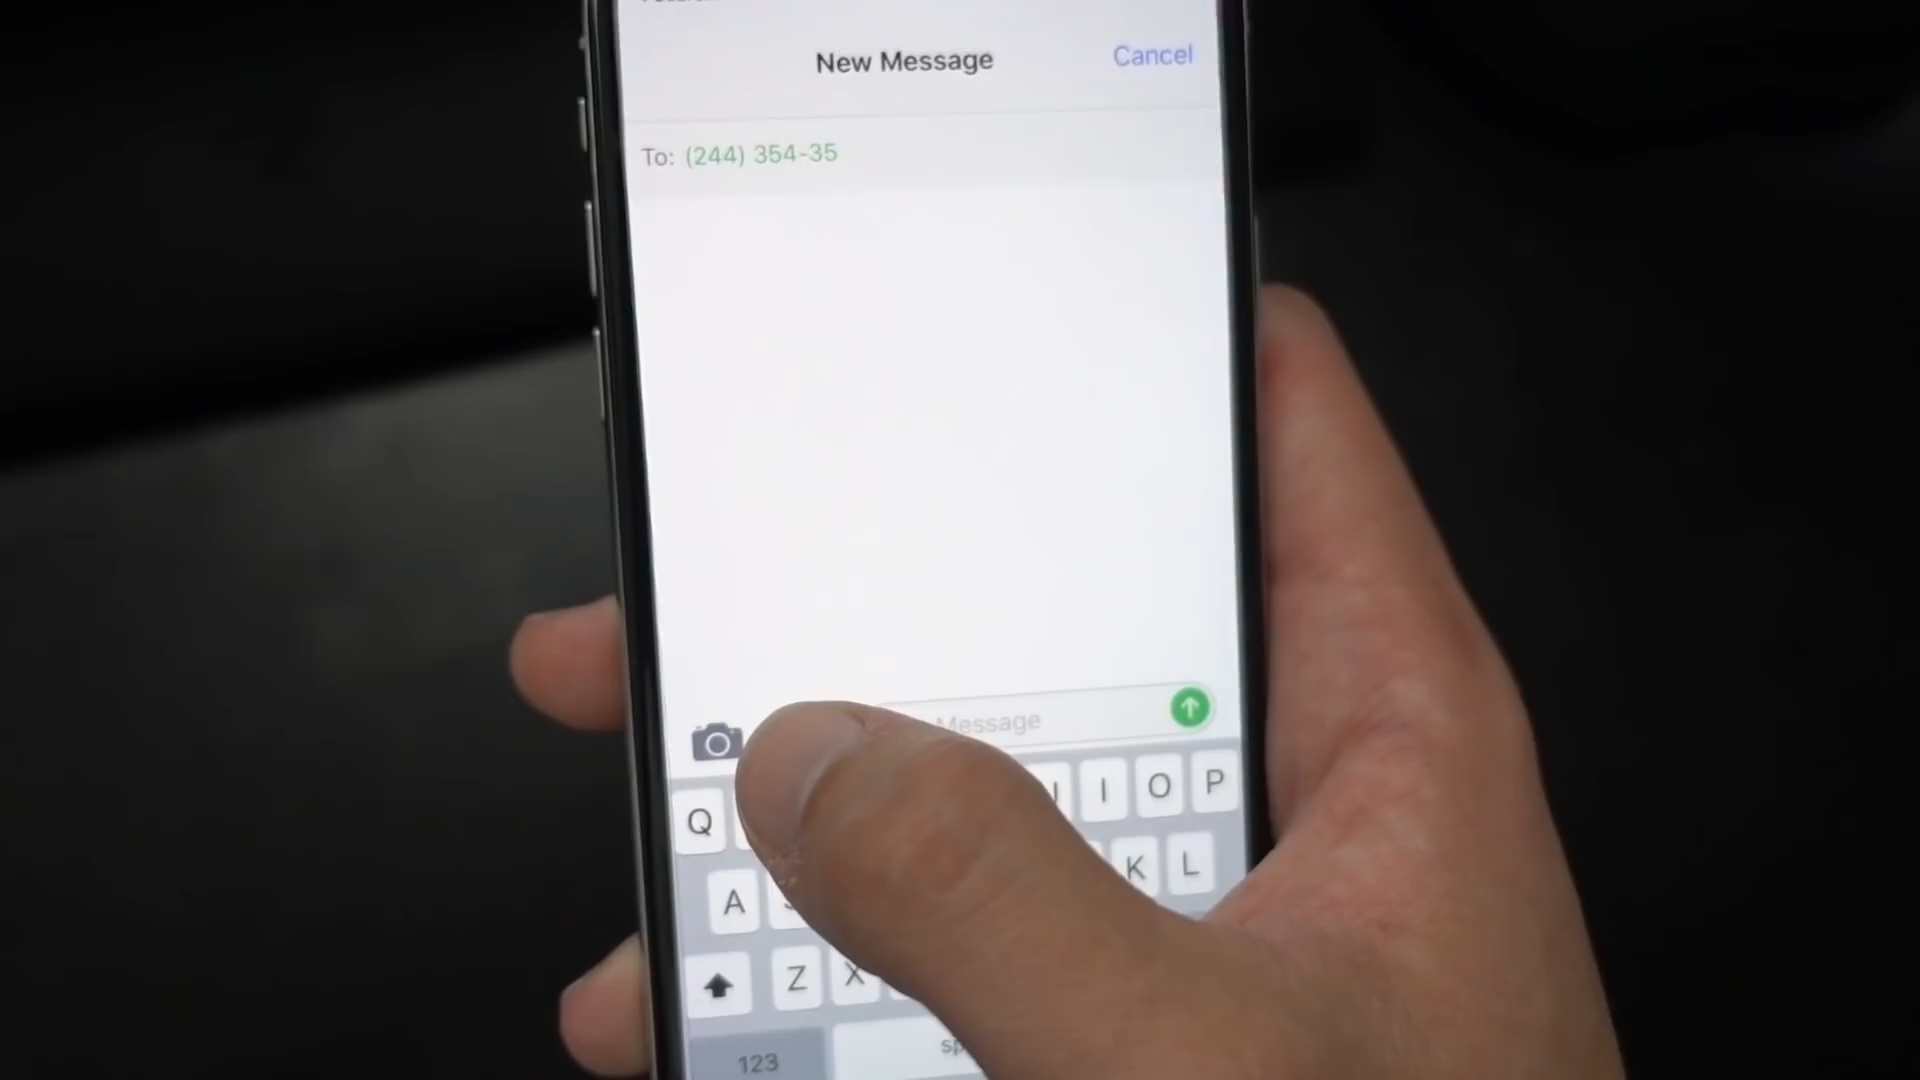 New Message
Cancel
To: (244) 354-35
Message
Q I O P
A K L
Z X
123